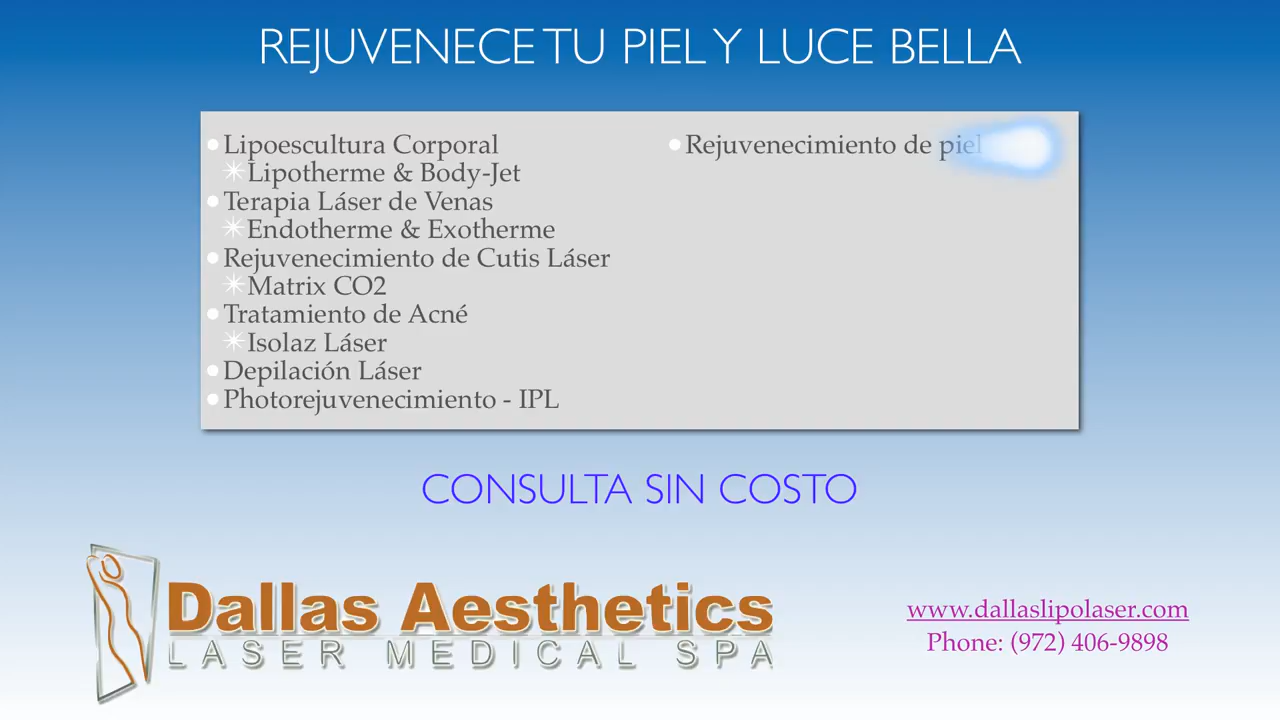 REJUVENECE TU PIEL Y LUCE BELLA
Lipoescultura Corporal
Lipotherme & Body-Jet
Terapia Láser de Venas
Endotherme & Exotherme
Rejuvenecimiento de Cutis Láser
Matrix CO2
Tratamiento de Acné
Isolaz Láser
Depilación Láser
Photorejuvenecimiento - IPL
Rejuvenecimiento de piel
CONSULTA SIN COSTO
Dallas Aesthetics
LASER MEDICAL SPA
www.dallaslipolaser.com
Phone: (972) 406-9898